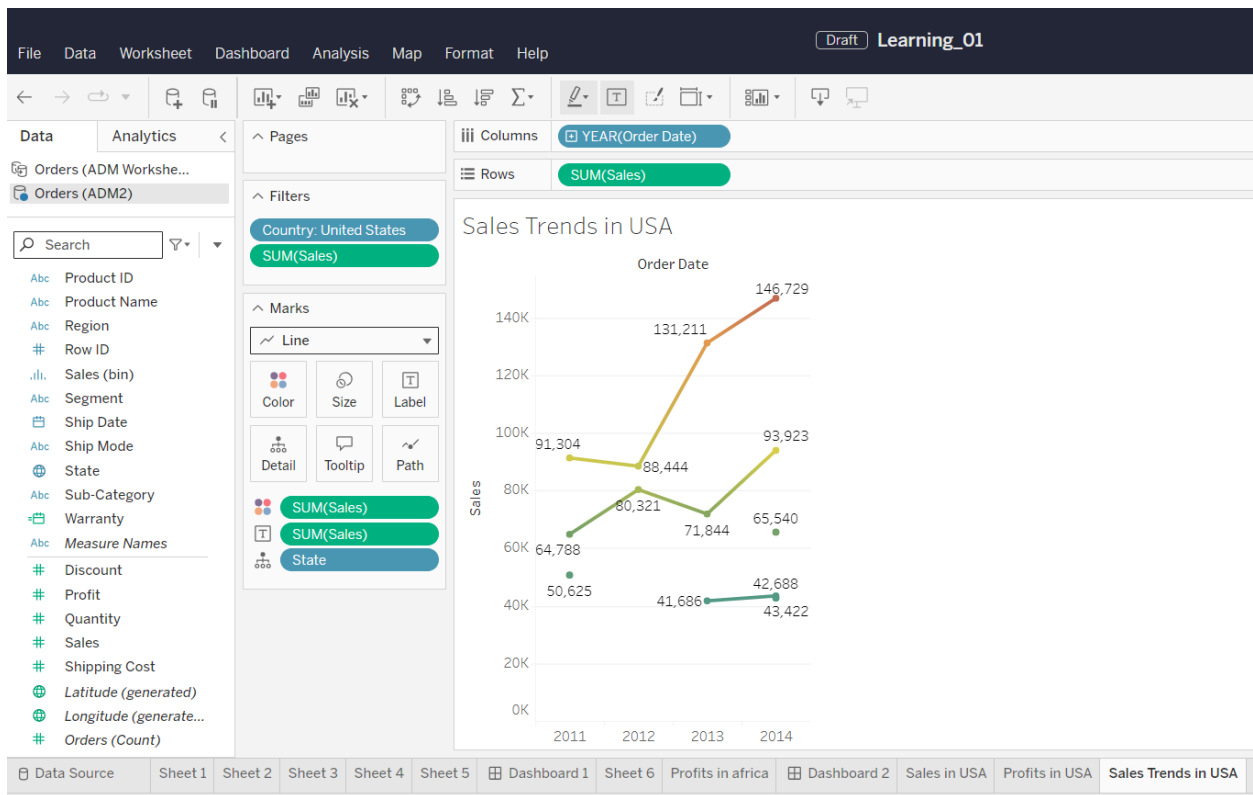 Draft Learning_01
File Data Worksheet Dashboard Analysis Map Format Help
Data Analytics
Orders (ADM Workshe...
Orders (ADM2)
Search
Abc Product ID
Abc Product Name
Abc Region
# Row ID
Sales (bin)
Abc Segment
Ship Date
Abc Ship Mode
State
Abc Sub-Category
Warranty
Abc Measure Names
# Discount
# Profit
# Quantity
# Sales
# Shipping Cost
Latitude (generated)
Longitude (generate...
# Orders (Count)
Pages
Filters
Country: United States
SUM(Sales)
Marks
Line
Color Size T Label
Detail Tooltip Path
SUM(Sales)
T SUM(Sales)
State
iii Columns YEAR(Order Date)
Rows SUM(Sales)
Sales Trends in USA
Order Date
146,729
140K
131,211
120K
100K
93,923
91,304
88,444
Sales
80K
80,321
71,844
65,540
60K
64,788
50,625
42,688
41,686
40K
43,422
20K
0K
2011 2012 2013 2014
Data Source Sheet 1 Sheet 2 Sheet 3 Sheet 4 Sheet 5 Dashboard 1 Sheet 6 Profits in africa Dashboard 2 Sales in USA Profits in USA Sales Trends in USA